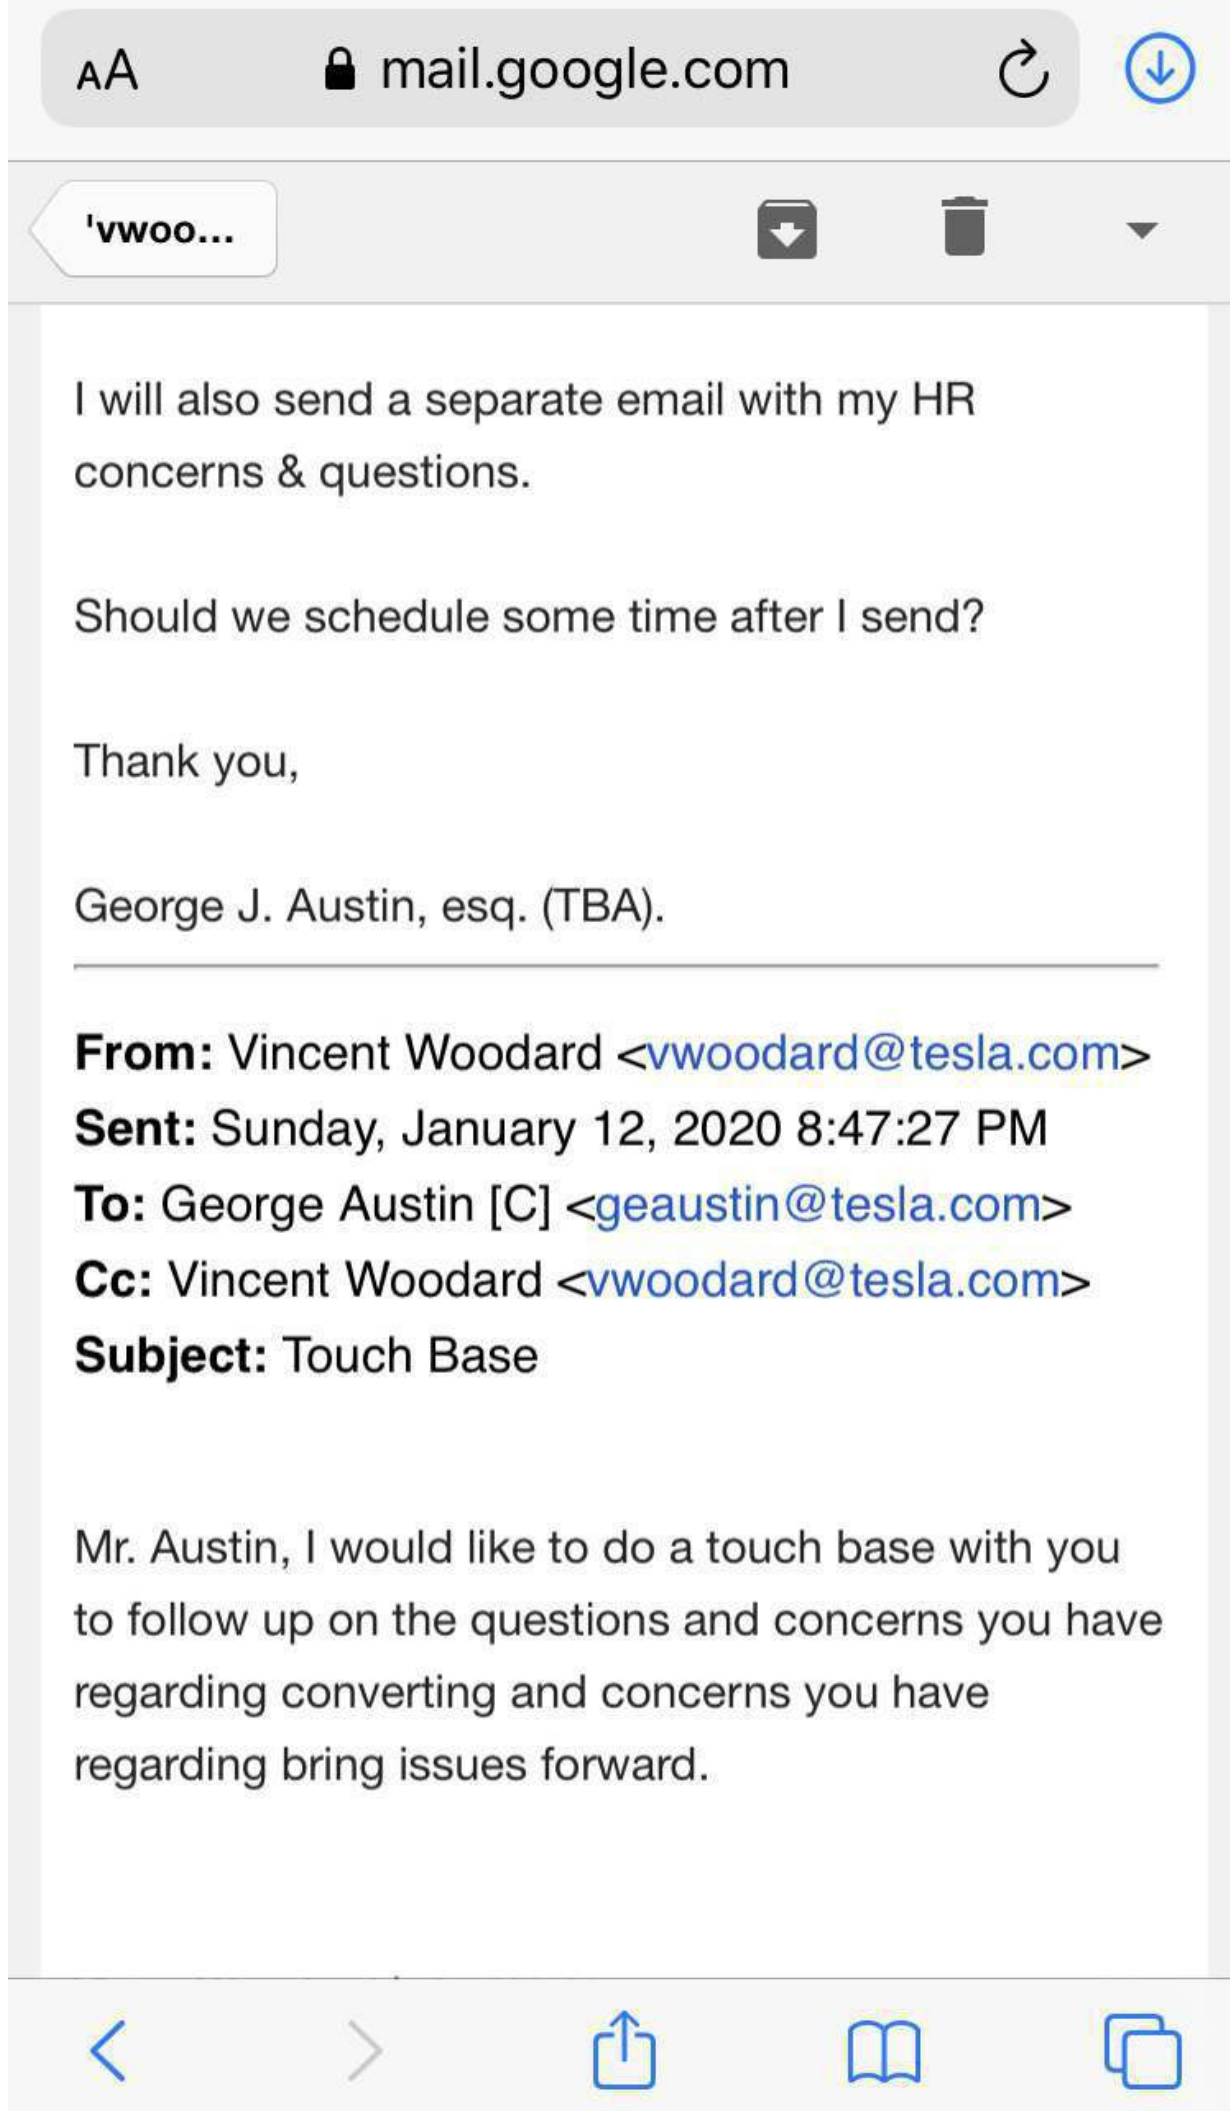 AA mail.google.com
'vwoo...
I will also send a separate email with my HR
concerns & questions.
Should we schedule some time after I send?
Thank you,
George J. Austin, esq. (TBA).
From: Vincent Woodard <vwoodard@tesla.com>
Sent: Sunday, January 12, 2020 8:47:27 PM
To: George Austin [C] <geaustin@tesla.com>
Cc: Vincent Woodard <vwoodard@tesla.com>
Subject: Touch Base
Mr. Austin, I would like to do a touch base with you
to follow up on the questions and concerns you have
regarding converting and concerns you have
regarding bring issues forward.